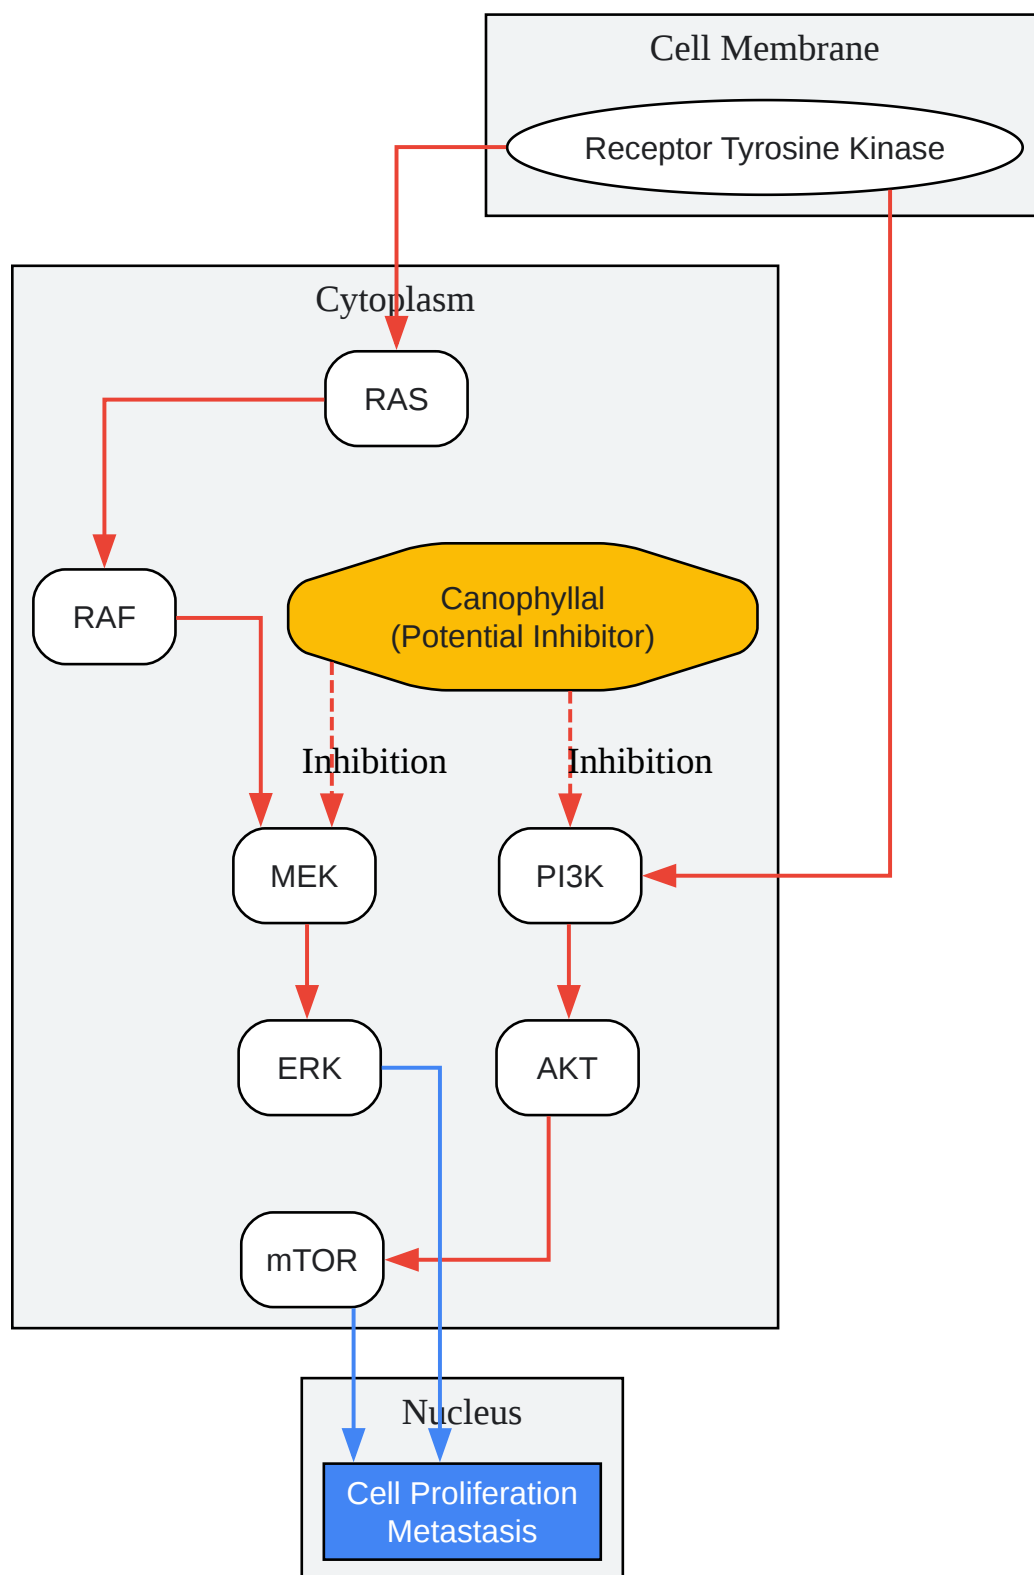 Cell Membrane
Receptor Tyrosine Kinase
Cytoplasm
RAS
RAF
Canophyllal
(Potential Inhibitor)
Inhibition
Inhibition
MEK
PI3K
ERK
AKT
mTOR
Nucleus
Cell Proliferation
Metastasis